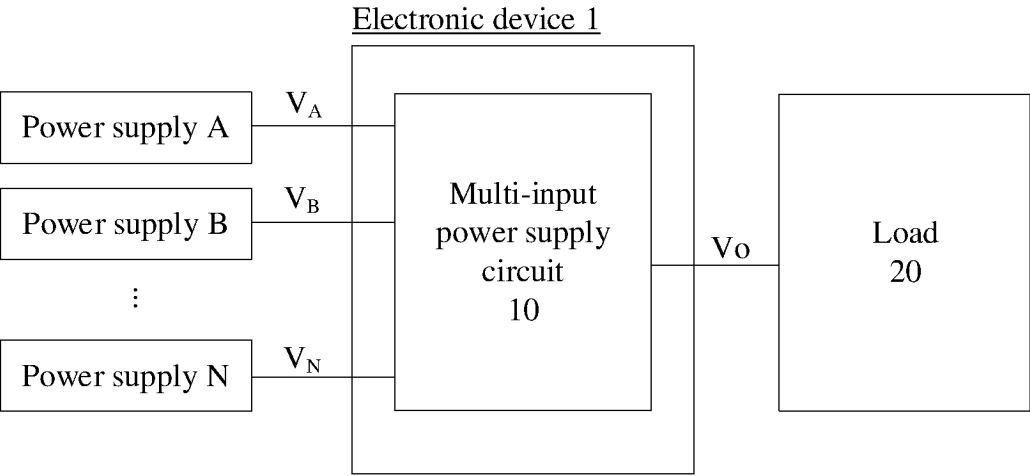 Electronic device 1
Power supply A
V_A
Power supply B
V_B
⋮
Power supply N
V_N
Multi-input
power supply
circuit
10
Vo
Load
20